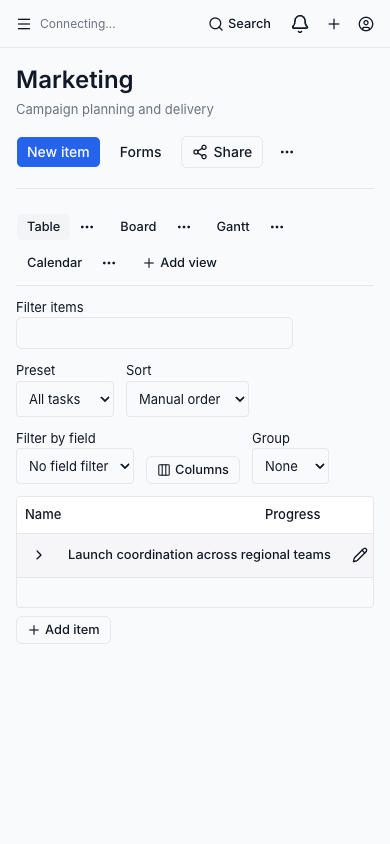 Connecting... Search
Marketing
Campaign planning and delivery
New item Forms Share
Table Board Gantt
Calendar Add view
Filter items
Preset Sort
All tasks Manual order
Filter by field Group
No field filter Columns None
Name Progress
Launch coordination across regional teams
Add item